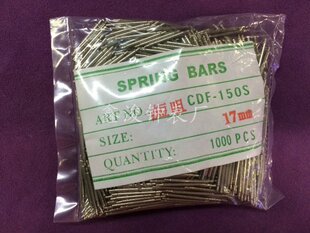 SPRING BARS
ART NO CDF-150S
SIZE: 17mm
QUANTITY: 1000 PCS